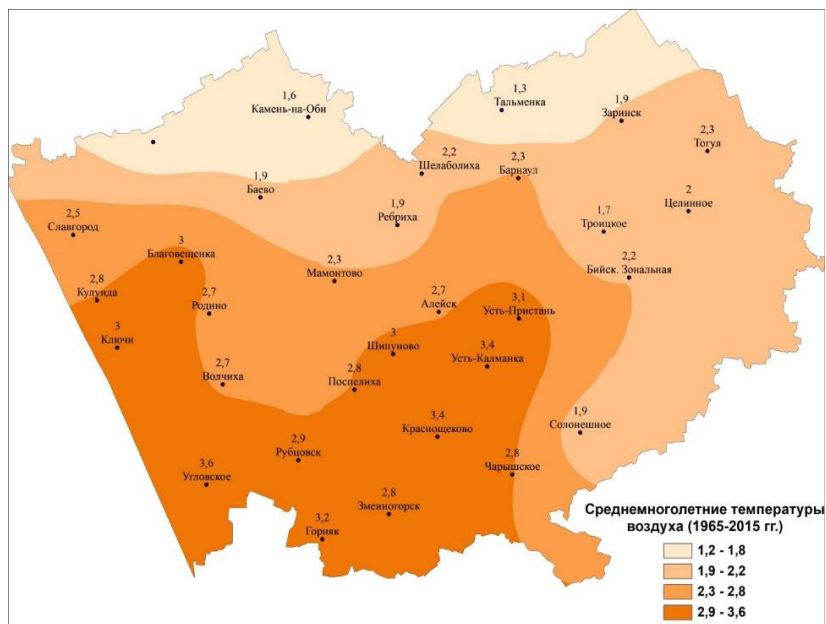 1,6
Камень-на-Оби
1,3
Тальменка
1,9
Заринск
2,3
Тогул
2,2
Шелаболиха
2,3
Барнаул
1,9
Баево
1,9
Ребриха
2
Целинное
1,7
Троицкое
2,5
Славгород
3
Благовещенка
2,3
Мамонтово
2,2
Бийск. Зональная
2,8
Кулунда
2,7
Родино
2,7
Алейск
3,1
Усть-Пристань
3
Ключи
3
Шипуново
3,4
Усть-Калманка
2,7
Волчиха
2,8
Поспелиха
3,4
Краснощеково
1,9
Солонешное
2,9
Рубцовск
2,8
Чарышское
3,6
Угловское
2,8
Змеиногорск
3,2
Горняк
Среднемноголетние температуры
воздуха (1965-2015 гг.)
1,2 - 1,8
1,9 - 2,2
2,3 - 2,8
2,9 - 3,6